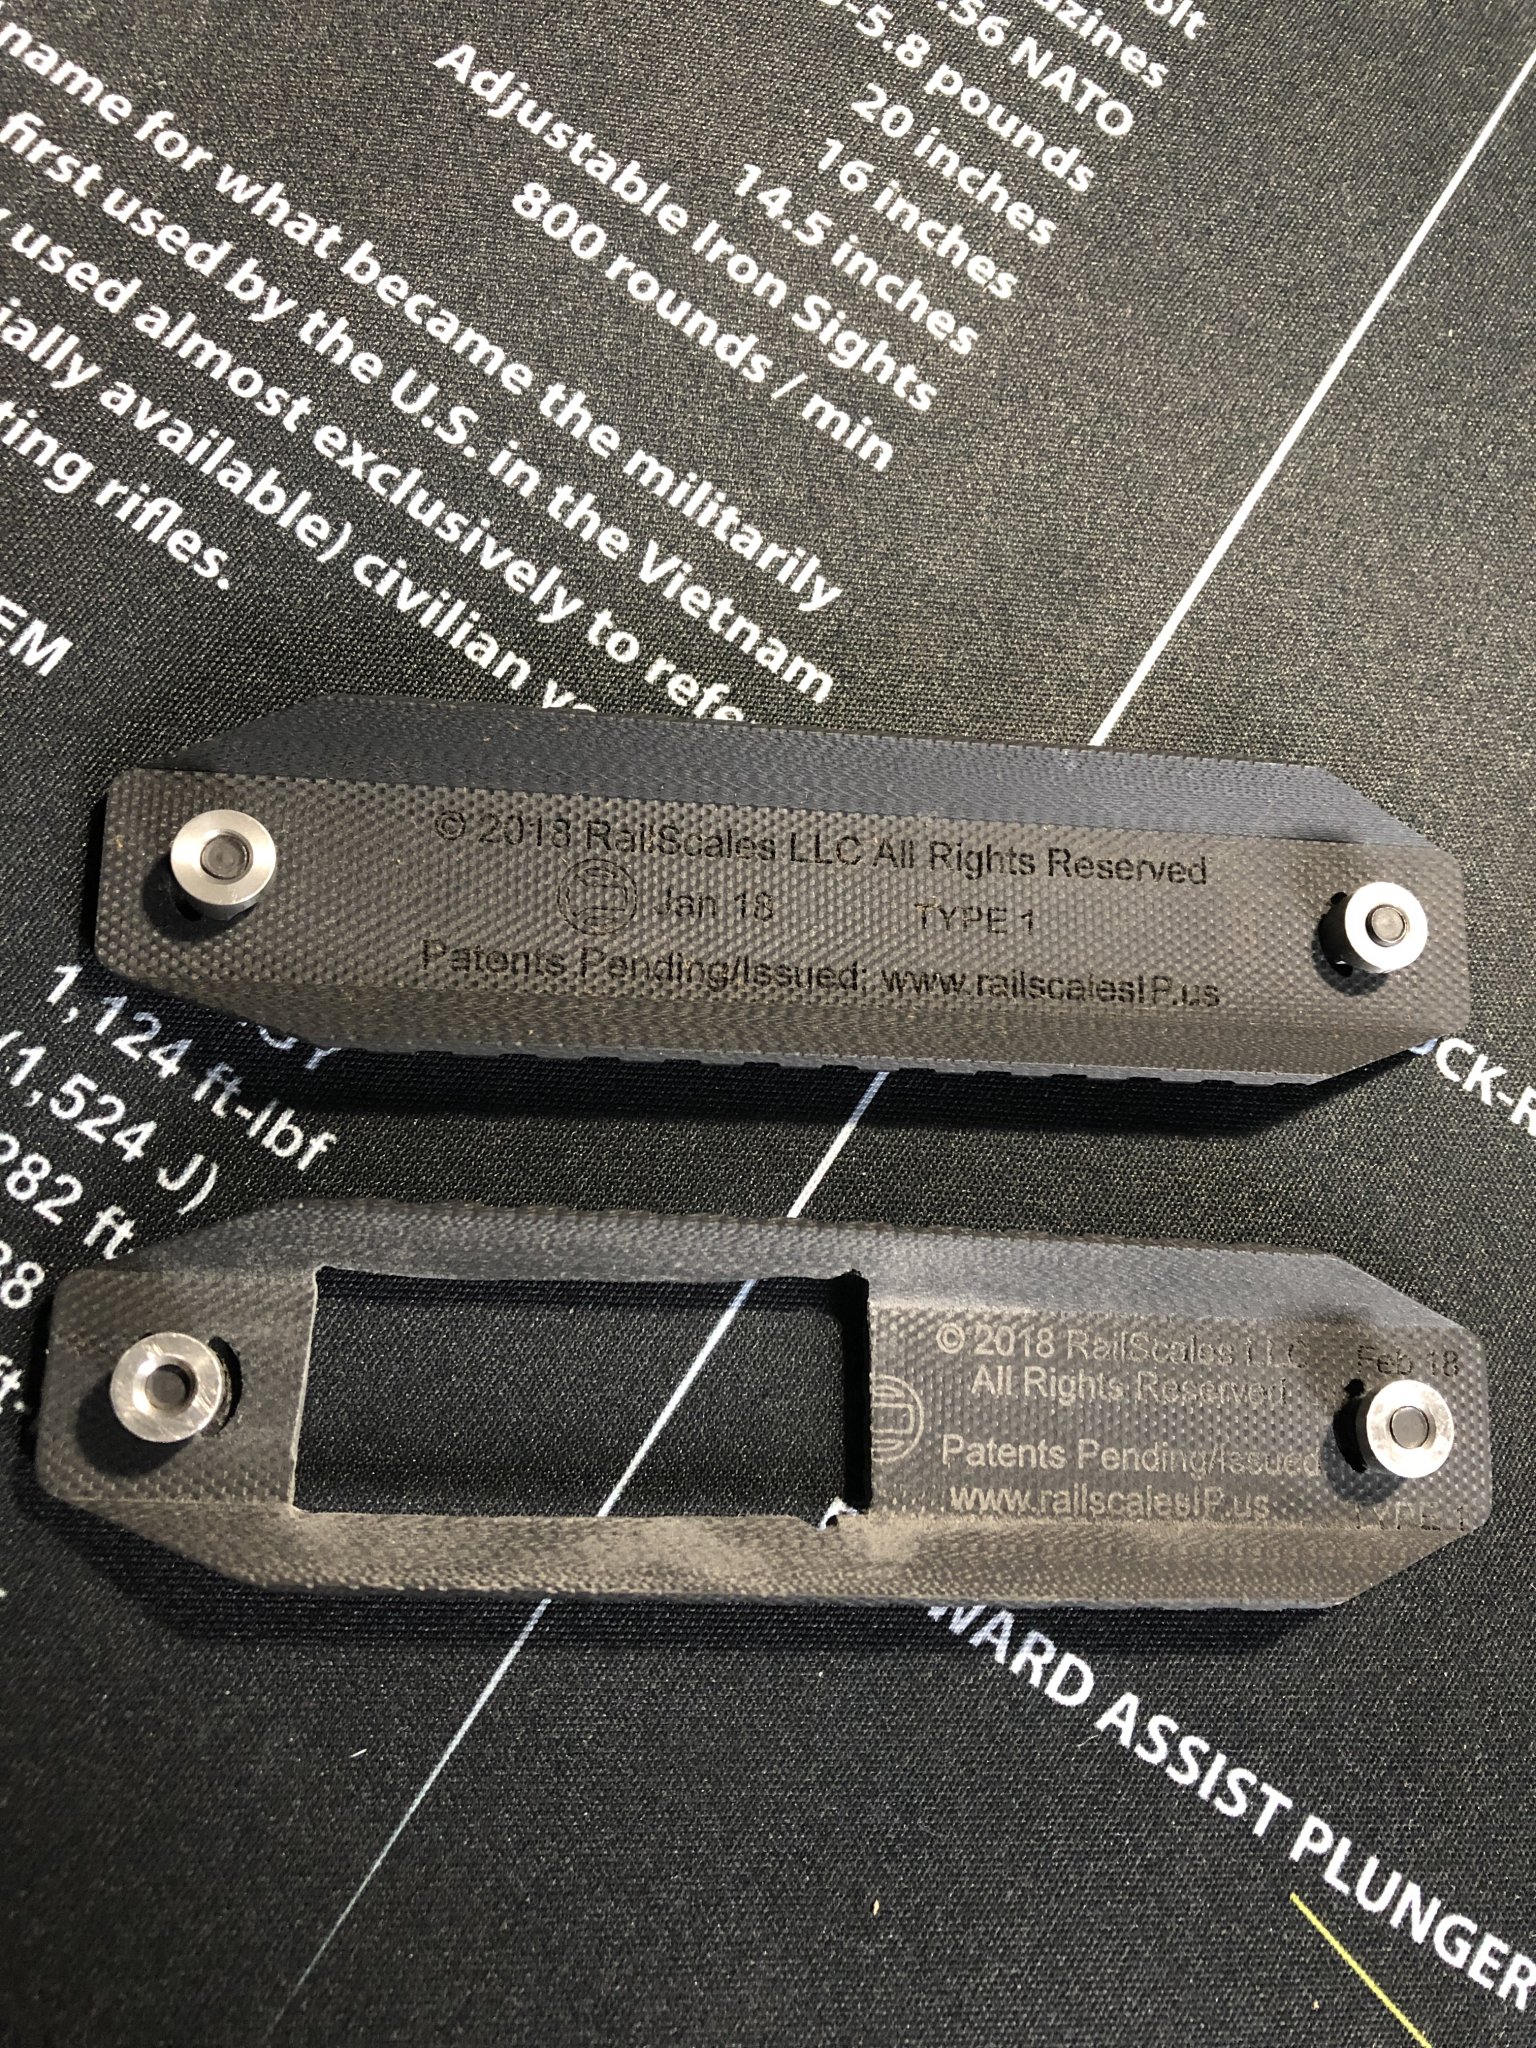 olt
azines
.56 NATO
-5.8 pounds
20 inches
16 inches
14.5 inches
Adjustable Iron Sights
800 rounds / min
name for what became the militarily
first used by the U.S. in the Vietnam
used almost exclusively to refe
ially available) civilian
ting rifles.
EM
© 2018 RailScales LLC All Rights Reserved
Jan 18 TYPE 1
Patents Pending/Issued; www.railscalesIP.us
1,124 ft-lbf
(1,524 J)
282 ft
CK-R
© 2018 RailScales LLC Feb 18
All Rights Reserved
Patents Pending/Issued
www.railscalesIP.us TYPE 1
WARD ASSIST PLUNGER